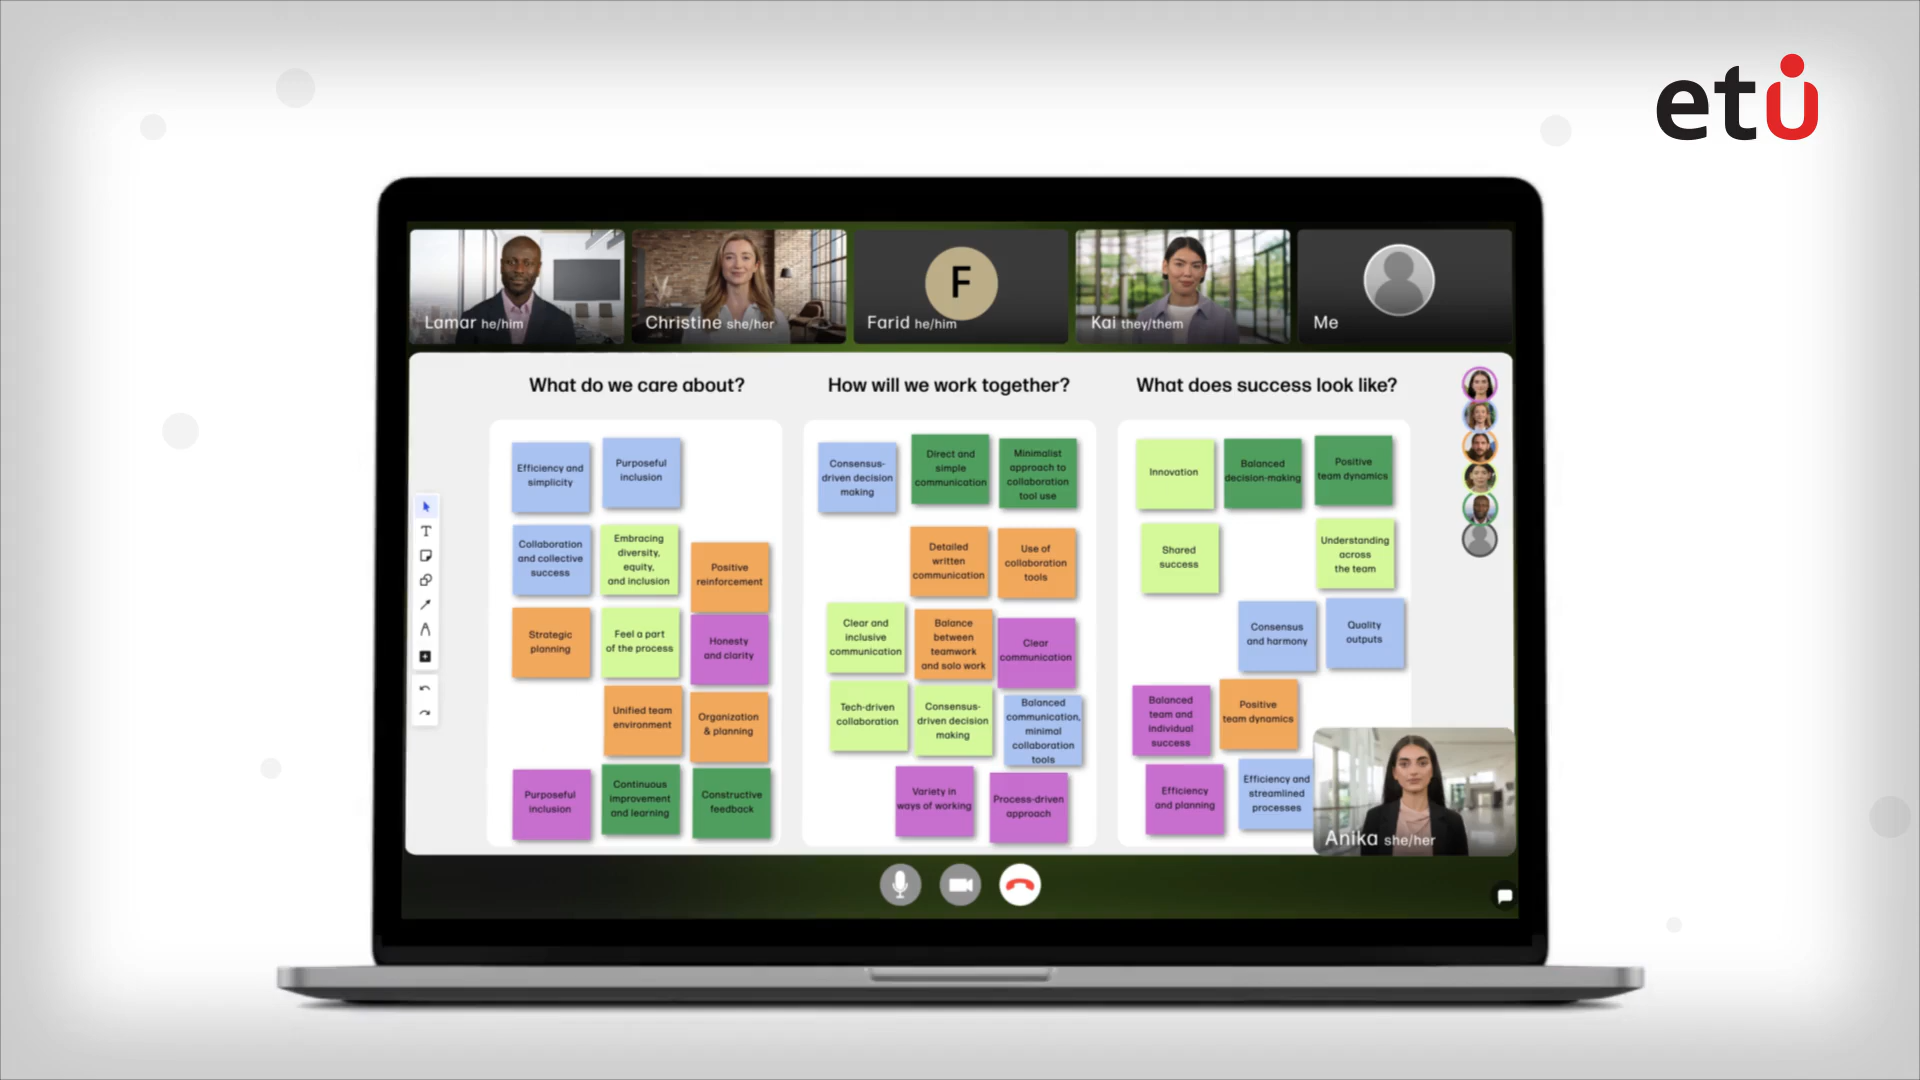 etu
Lamar he/him
Christine she/her
F
Farid he/him
Kai they/them
Me
What do we care about?
How will we work together?
What does success look like?
Efficiency and
simplicity
Purposeful
inclusion
Collaboration
and collective
success
Embracing
diversity,
equity,
and inclusion
Positive
reinforcement
Strategic
planning
Feel a part
of the process
Honesty
and clarity
Unified team
environment
Organization
& planning
Purposeful
inclusion
Continuous
improvement
and learning
Constructive
feedback
Consensus-
driven decision
making
Direct and
simple
communication
Minimalist
approach to
collaboration
tool use
Detailed
written
communication
Use of
collaboration
tools
Clear and
inclusive
communication
Balance
between
teamwork
and solo work
Clear
communication
Tech-driven
collaboration
Consensus-
driven decision
making
Balanced
communication,
minimal
collaboration
tools
Variety in
ways of working
Process-driven
approach
Innovation
Balanced
decision-making
Positive
team dynamics
Shared
success
Understanding
across
the team
Consensus
and harmony
Quality
outputs
Balanced
team and
individual
success
Positive
team dynamics
Efficiency
and planning
Efficiency and
streamlined
processes
Anika she/her
T